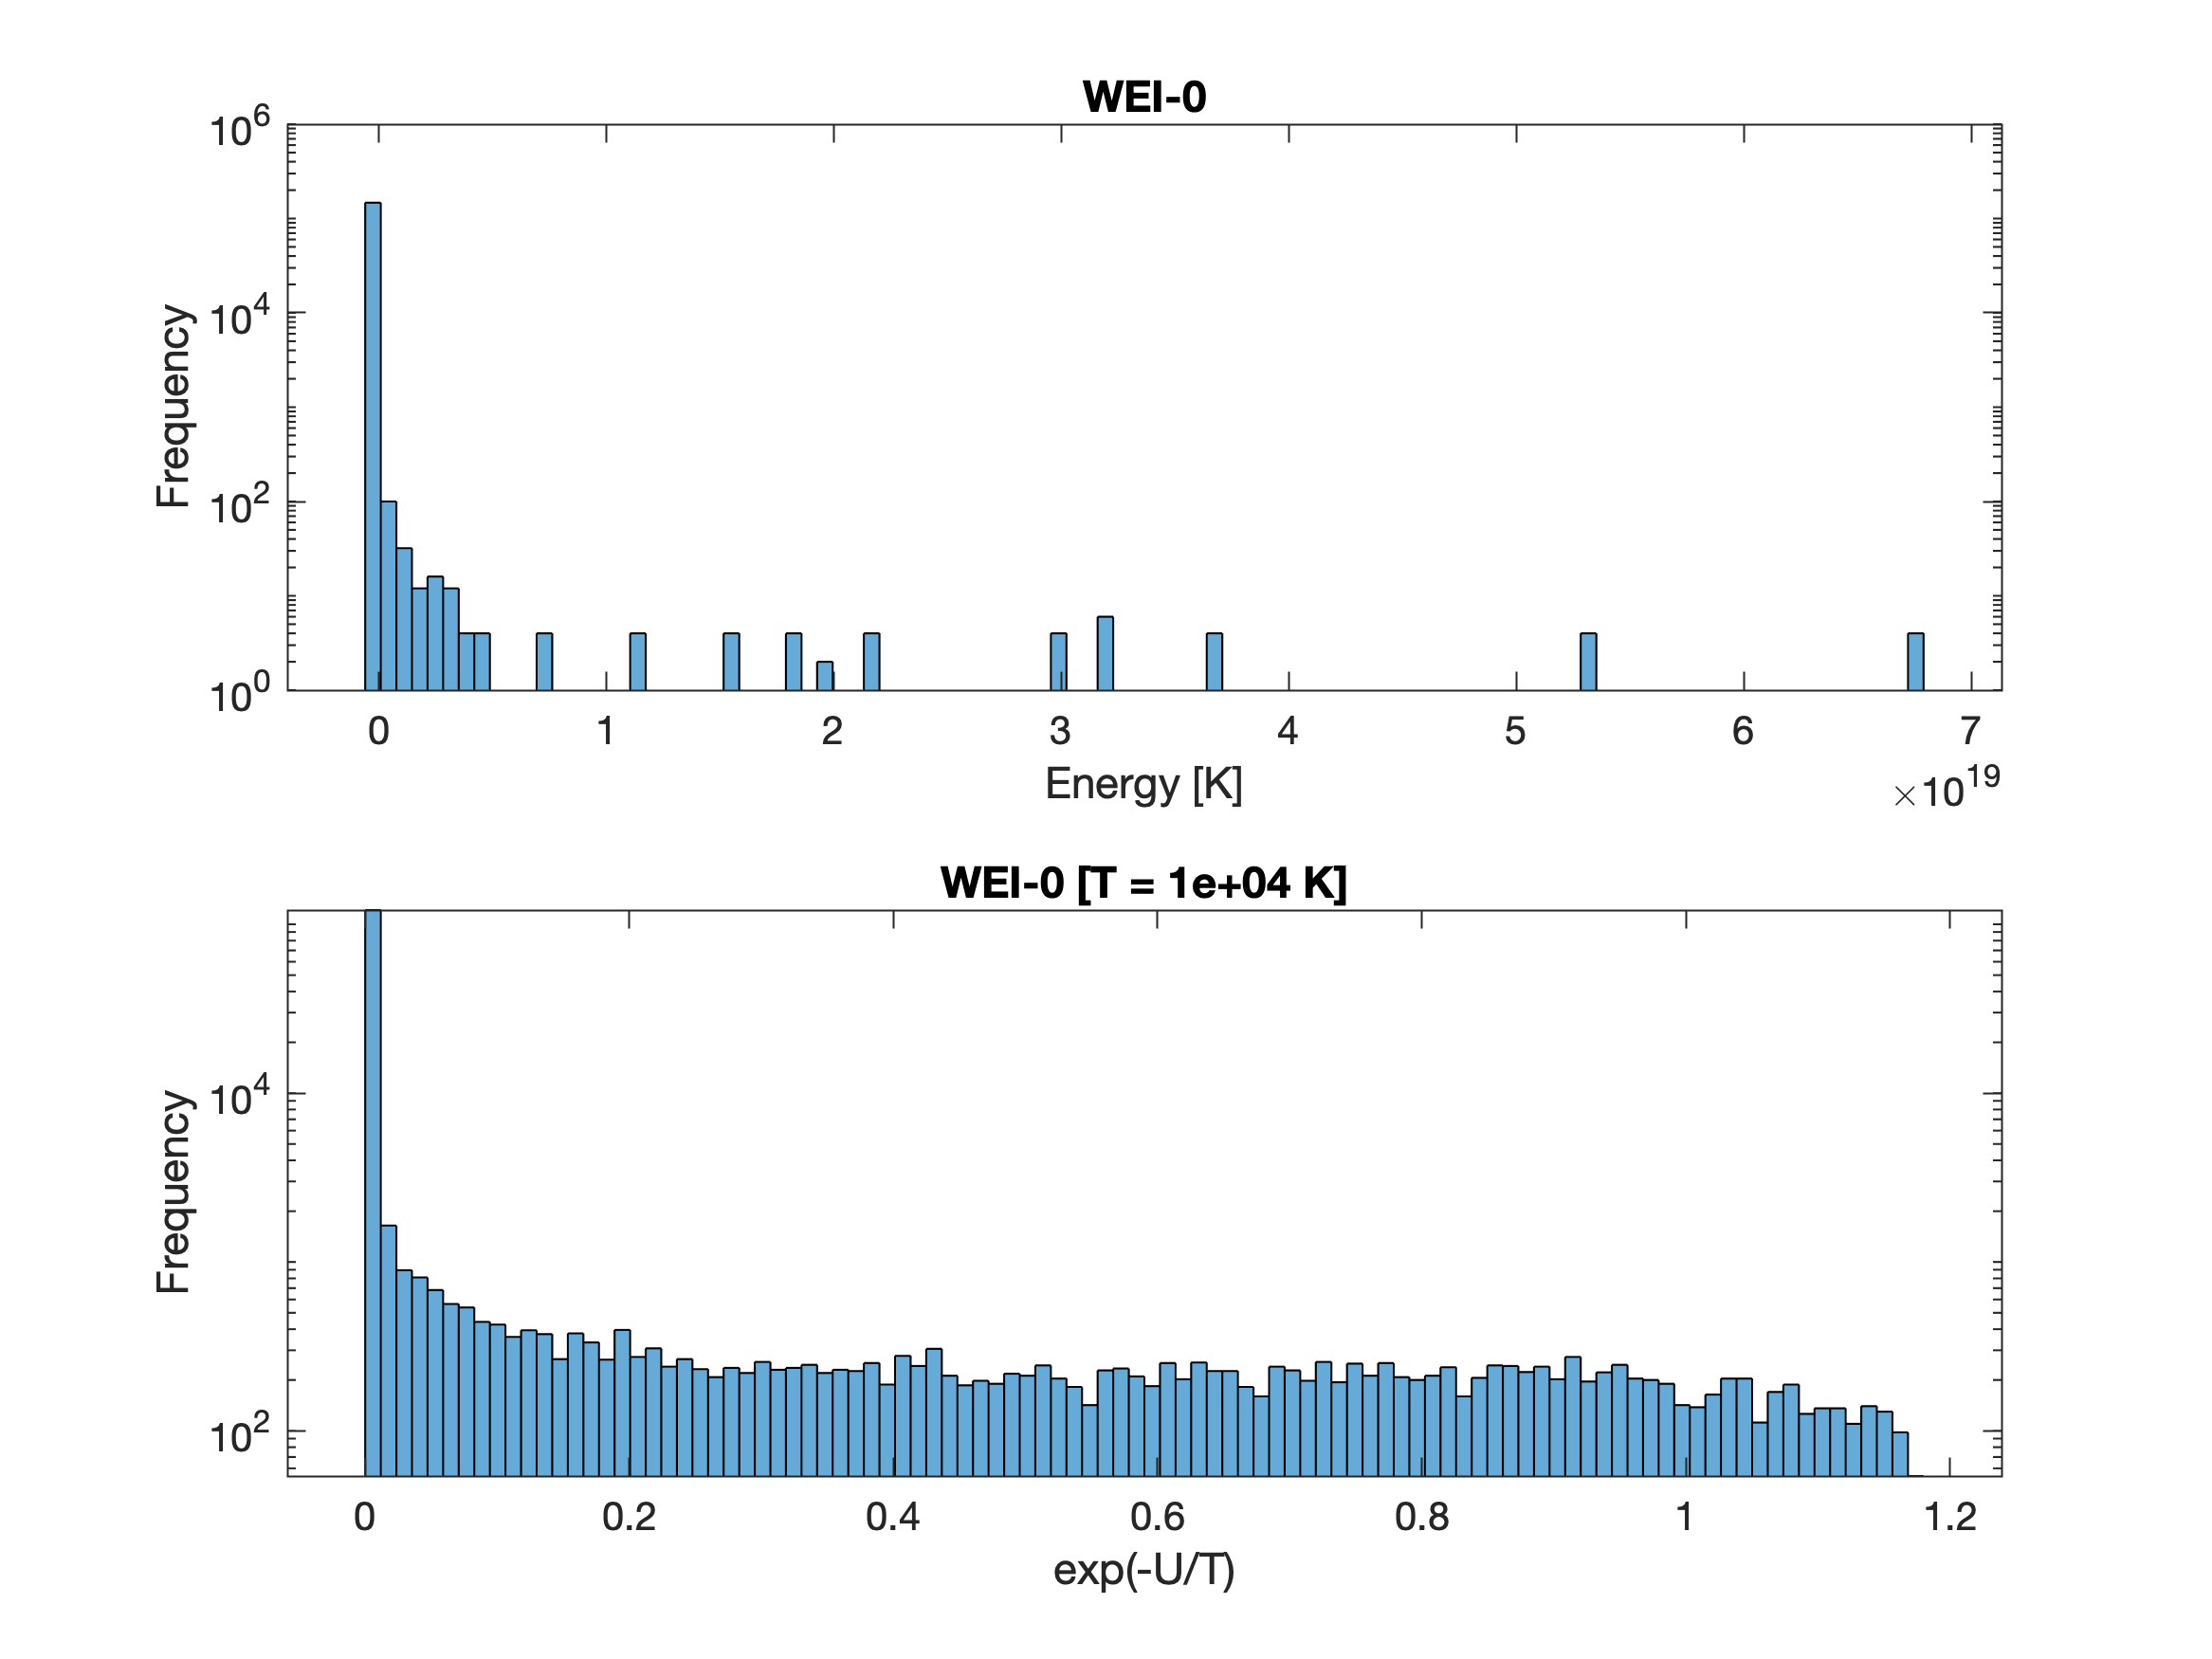 WEI-0
10^6
10^4
10^2
10^0
Frequency
0 1 2 3 4 5 6 7
Energy [K]
×10^19
WEI-0 [T = 1e+04 K]
10^4
10^2
Frequency
0 0.2 0.4 0.6 0.8 1 1.2
exp(-U/T)